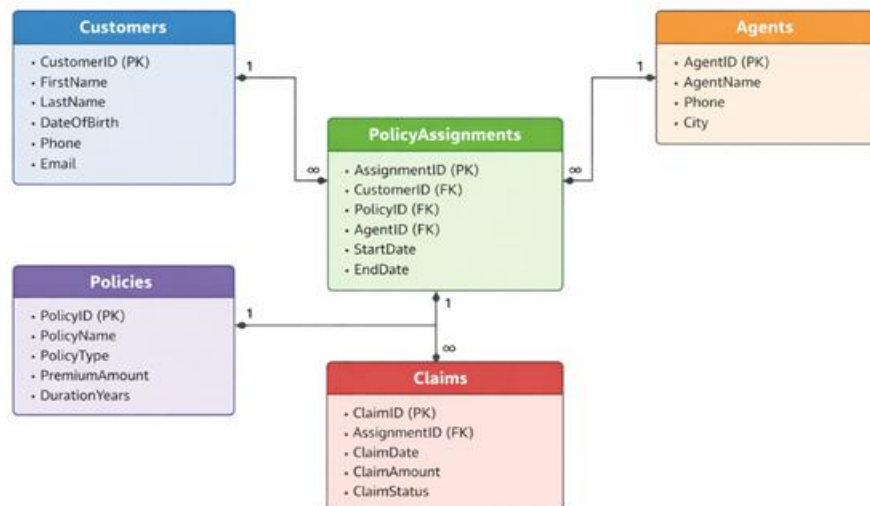 Customers
• CustomerID (PK)
• FirstName
• LastName
• DateOfBirth
• Phone
• Email
1
∞
Agents
• AgentID (PK)
• AgentName
• Phone
• City
1
∞
PolicyAssignments
• AssignmentID (PK)
• CustomerID (FK)
• PolicyID (FK)
• AgentID (FK)
• StartDate
• EndDate
1
Policies
• PolicyID (PK)
• PolicyName
• PolicyType
• PremiumAmount
• DurationYears
1
∞
Claims
• ClaimID (PK)
• AssignmentID (FK)
• ClaimDate
• ClaimAmount
• ClaimStatus